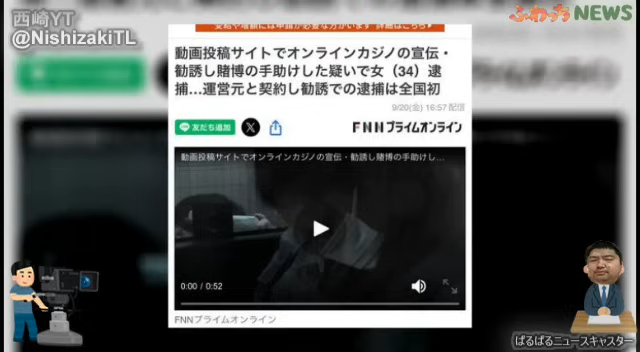 西崎YT
@NishizakiTL
ふわっちNEWS
動画投稿サイトでオンラインカジノの宣伝・
勧誘し賭博の手助けした疑いで女（34）逮
捕…運営元と契約し勧誘での逮捕は全国初
9/20(金) 16:57 配信
友だち追加
FNNプライムオンライン
動画投稿サイトでオンラインカジノの宣伝・勧誘し賭博の手助けし…
0:00 / 0:52
FNNプライムオンライン
ぱるぱるニュースキャスター